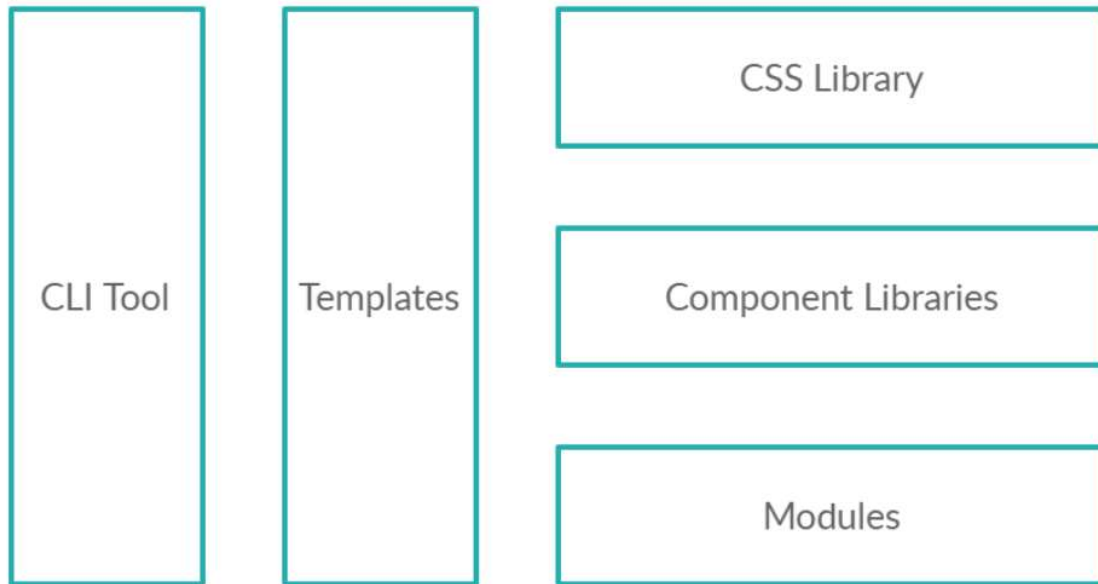 CLI Tool
Templates
CSS Library
Component Libraries
Modules